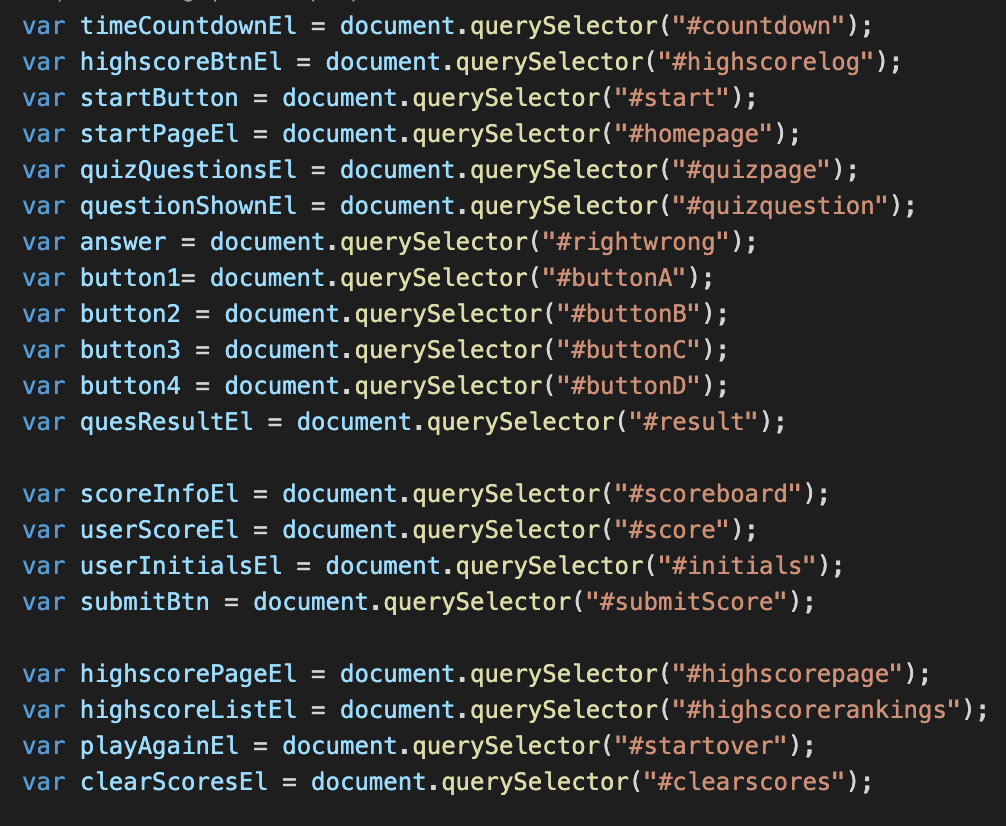 var timeCountdownEl = document.querySelector("#countdown");
var highscoreBtnEl = document.querySelector("#highscorelog");
var startButton = document.querySelector("#start");
var startPageEl = document.querySelector("#homepage");
var quizQuestionsEl = document.querySelector("#quizpage");
var questionShownEl = document.querySelector("#quizquestion");
var answer = document.querySelector("#rightwrong");
var button1= document.querySelector("#buttonA");
var button2 = document.querySelector("#buttonB");
var button3 = document.querySelector("#buttonC");
var button4 = document.querySelector("#buttonD");
var quesResultEl = document.querySelector("#result");

var scoreInfoEl = document.querySelector("#scoreboard");
var userScoreEl = document.querySelector("#score");
var userInitialsEl = document.querySelector("#initials");
var submitBtn = document.querySelector("#submitScore");

var highscorePageEl = document.querySelector("#highscorepage");
var highscoreListEl = document.querySelector("#highscorerankings");
var playAgainEl = document.querySelector("#startover");
var clearScoresEl = document.querySelector("#clearscores");